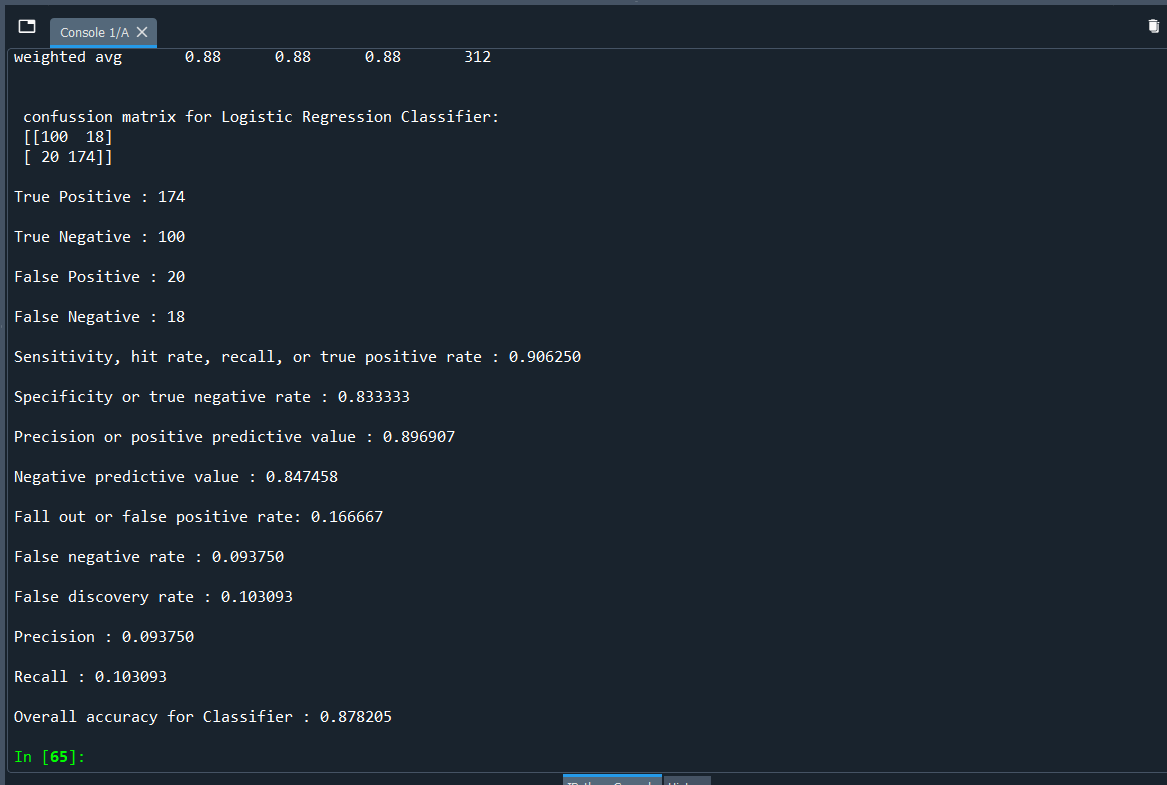 Console 1/A
weighted avg 0.88 0.88 0.88 312
confussion matrix for Logistic Regression Classifier:
[[100 18]
[ 20 174]]
True Positive : 174
True Negative : 100
False Positive : 20
False Negative : 18
Sensitivity, hit rate, recall, or true positive rate : 0.906250
Specificity or true negative rate : 0.833333
Precision or positive predictive value : 0.896907
Negative predictive value : 0.847458
Fall out or false positive rate: 0.166667
False negative rate : 0.093750
False discovery rate : 0.103093
Precision : 0.093750
Recall : 0.103093
Overall accuracy for Classifier : 0.878205
In [65]: